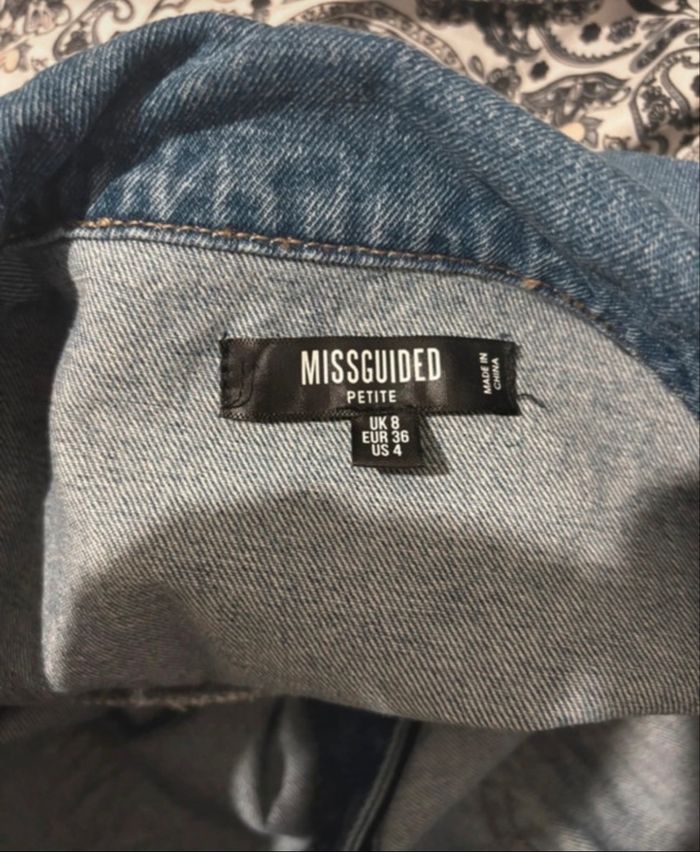 MISSGUIDED
PETITE
MADE IN
CHINA
UK 8
EUR 36
US 4